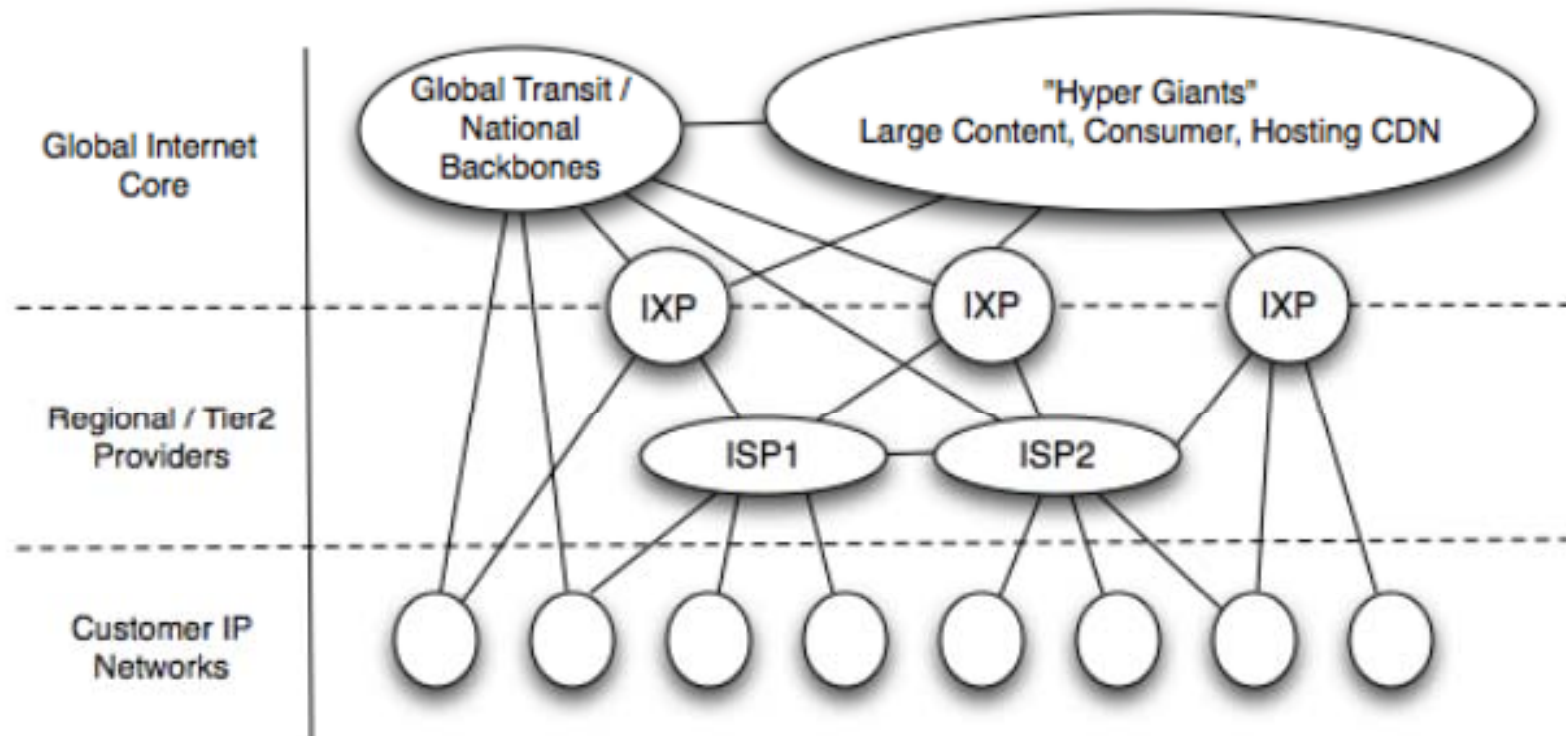 Global Internet
Core
Global Transit /
National
Backbones
"Hyper Giants"
Large Content, Consumer, Hosting CDN
IXP
IXP
IXP
Regional / Tier2
Providers
ISP1
ISP2
Customer IP
Networks